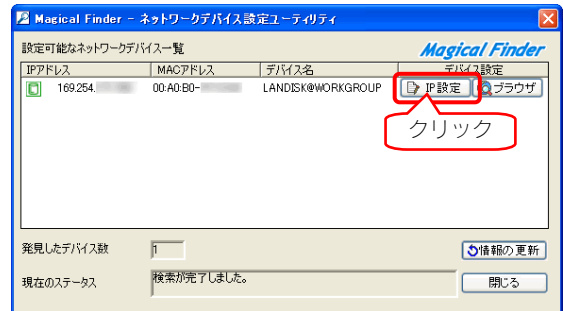 Magical Finder - ネットワークデバイス設定ユーティリティ
設定可能なネットワークデバイス一覧
Magical Finder
IPアドレス MACアドレス デバイス名 デバイス設定
169.254. 00:A0:B0- LANDISK@WORKGROUP IP設定 ブラウザ
クリック
発見したデバイス数 1 情報の更新
現在のステータス 検索が完了しました。 閉じる